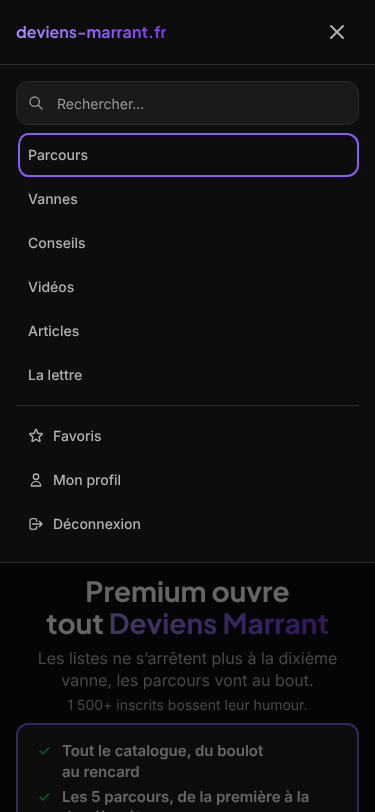 deviens-marrant.fr
Rechercher...
Parcours
Vannes
Conseils
Vidéos
Articles
La lettre
Favoris
Mon profil
Déconnexion
Premium ouvre
tout Deviens Marrant
Les listes ne s'arrêtent plus à la dixième
vanne, les parcours vont au bout.
1 500+ inscrits bossent leur humour.
Tout le catalogue, du boulot
au rencard
Les 5 parcours, de la première à la